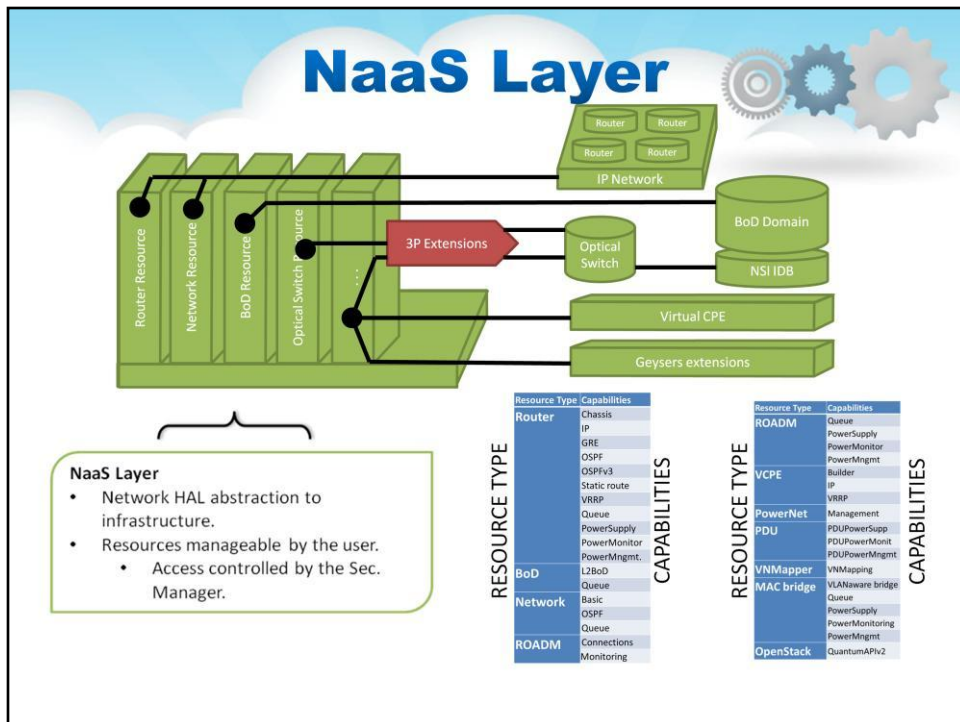 NaaS Layer
Router
Router
Router
Router
IP Network
BoD Domain
NSI IDB
Router Resource
Network Resource
BoD Resource
Optical Switch Resource
. . .
3P Extensions
Optical
Switch
Virtual CPE
Geysers extensions
NaaS Layer
• Network HAL abstraction to
infrastructure.
• Resources manageable by the user.
• Access controlled by the Sec.
Manager.
RESOURCE TYPE
Resource Type Capabilities
Router Chassis
IP
GRE
OSPF
OSPFv3
Static route
VRRP
Queue
PowerSupply
PowerMonitor
PowerMngmt.
BoD L2BoD
Queue
Network Basic
OSPF
Queue
ROADM Connections
Monitoring
CAPABILITIES
RESOURCE TYPE
Resource Type Capabilities
ROADM Queue
PowerSupply
PowerMonitor
PowerMngmt
VCPE Builder
IP
VRRP
PowerNet Management
PDU PDUPowerSupp
PDUPowerMonit
PDUPowerMngmt
VNMapper VNMapping
MAC bridge VLANaware bridge
Queue
PowerSupply
PowerMonitoring
PowerMngmt
OpenStack QuantumAPIv2
CAPABILITIES